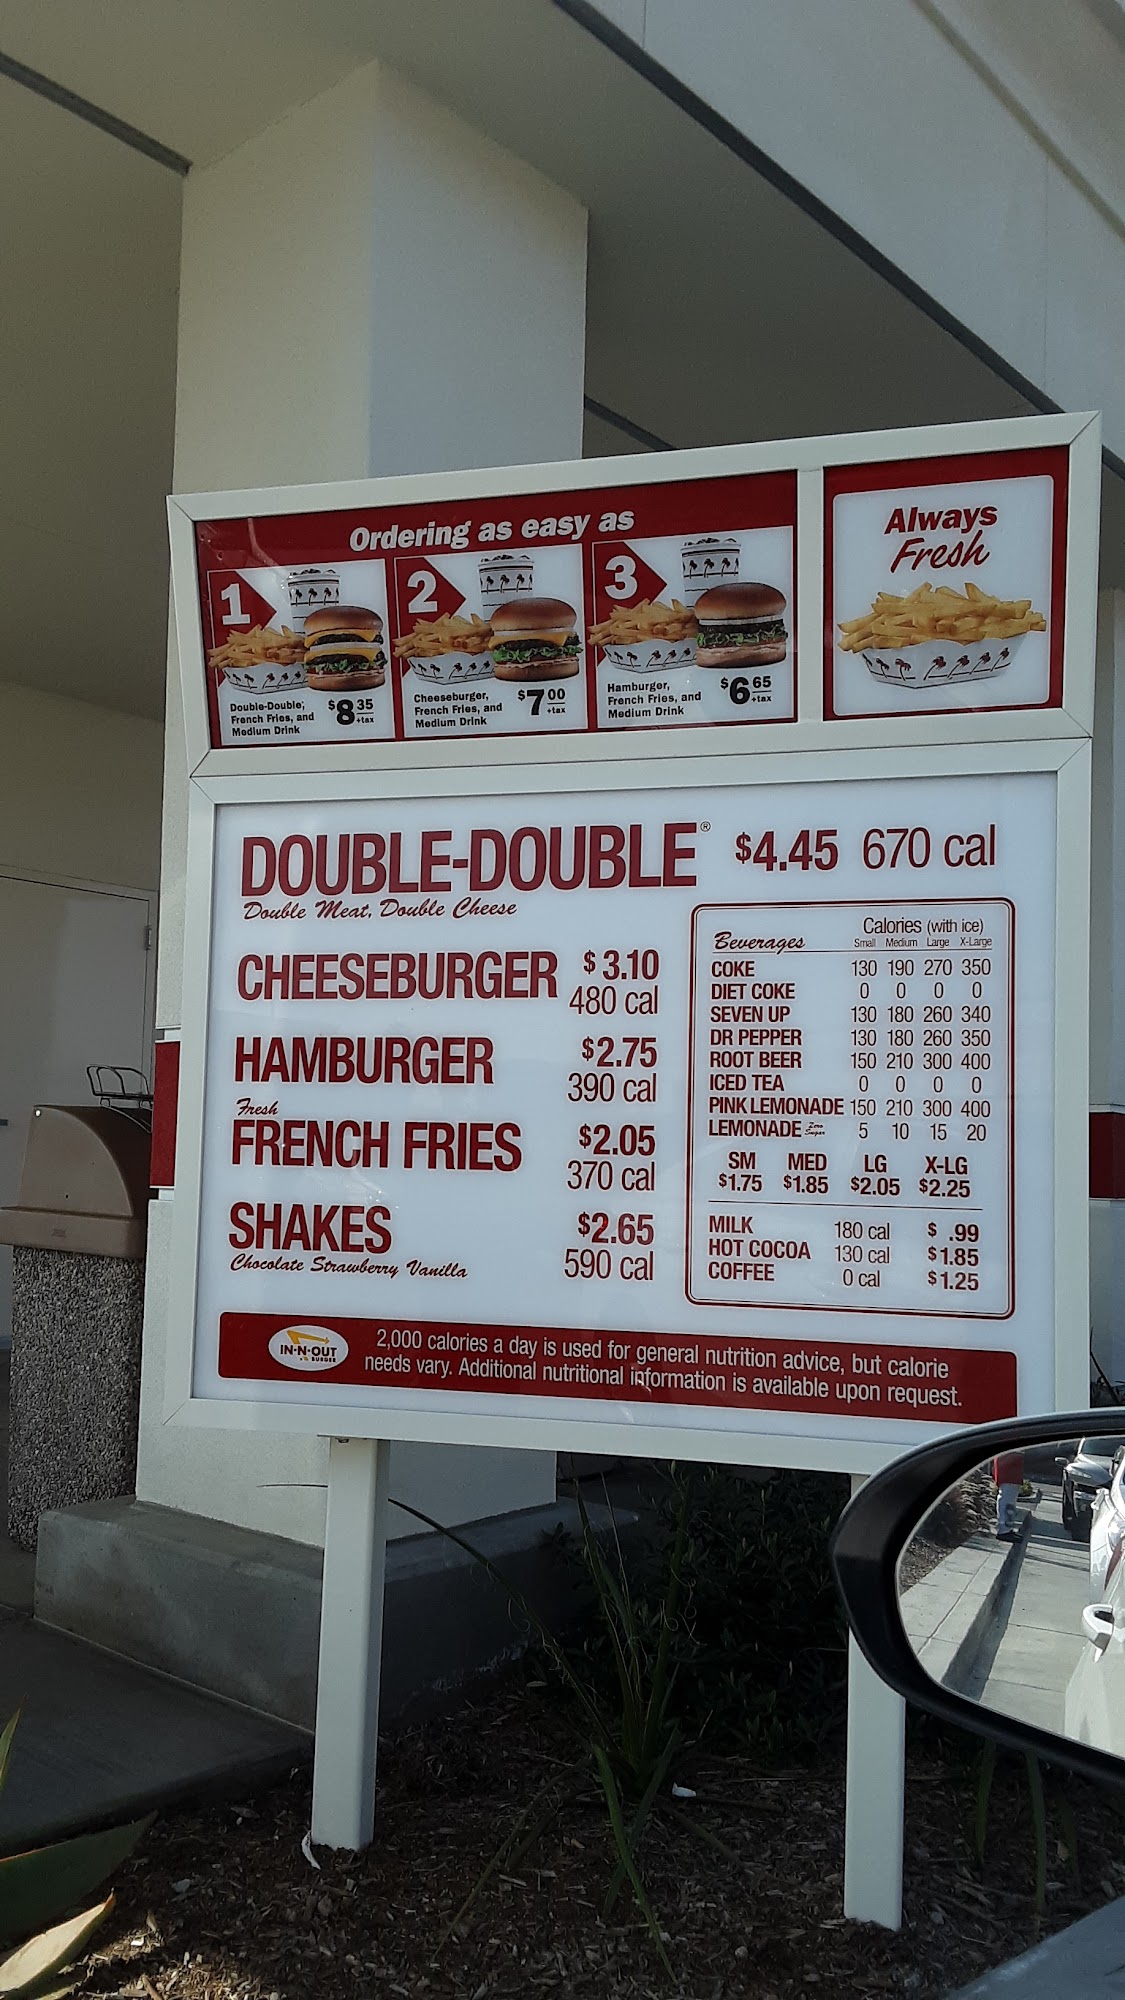 Ordering as easy as
1
Double-Double,
French Fries, and
Medium Drink
$8 35
+tax
2
Cheeseburger,
French Fries, and
Medium Drink
$7 00
+tax
3
Hamburger,
French Fries, and
Medium Drink
$6 65
+tax
Always
Fresh
DOUBLE-DOUBLE® $4.45 670 cal
Double Meat, Double Cheese
CHEESEBURGER $3.10
480 cal
HAMBURGER $2.75
390 cal
Fresh
FRENCH FRIES $2.05
370 cal
SHAKES $2.65
Chocolate Strawberry Vanilla 590 cal
Calories (with ice)
Beverages Small Medium Large X-Large
COKE 130 190 270 350
DIET COKE 0 0 0 0
SEVEN UP 130 180 260 340
DR PEPPER 130 180 260 350
ROOT BEER 150 210 300 400
ICED TEA 0 0 0 0
PINK LEMONADE 150 210 300 400
LEMONADE Zero Sugar 5 10 15 20
SM MED LG X-LG
$1.75 $1.85 $2.05 $2.25
MILK 180 cal $ .99
HOT COCOA 130 cal $1.85
COFFEE 0 cal $1.25
IN-N-OUT
BURGER
2,000 calories a day is used for general nutrition advice, but calorie
needs vary. Additional nutritional information is available upon request.